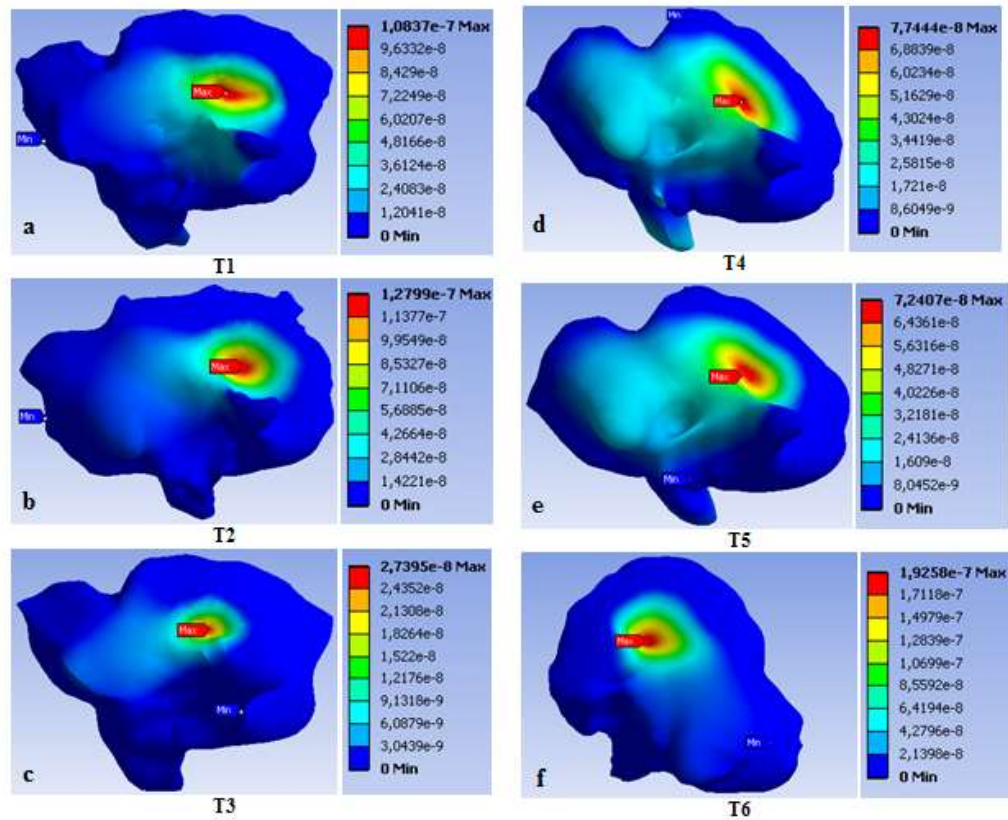 1,0837e-7 Max
9,6332e-8
8,429e-8
7,2249e-8
6,0207e-8
4,8166e-8
3,6124e-8
2,4083e-8
1,2041e-8
0 Min
Max
Min
a
T1
7,7444e-8 Max
6,8839e-8
6,0234e-8
5,1629e-8
4,3024e-8
3,4419e-8
2,5815e-8
1,721e-8
8,6049e-9
0 Min
Min
Max
d
T4
1,2799e-7 Max
1,1377e-7
9,9549e-8
8,5327e-8
7,1106e-8
5,6885e-8
4,2664e-8
2,8442e-8
1,4221e-8
0 Min
Max
Min
b
T2
7,2407e-8 Max
6,4361e-8
5,6316e-8
4,8271e-8
4,0226e-8
3,2181e-8
2,4136e-8
1,609e-8
8,0452e-9
0 Min
Max
Min
e
T5
2,7395e-8 Max
2,4352e-8
2,1308e-8
1,8264e-8
1,522e-8
1,2176e-8
9,1318e-9
6,0879e-9
3,0439e-9
0 Min
Max
Min
c
T3
1,9258e-7 Max
1,7118e-7
1,4979e-7
1,2839e-7
1,0699e-7
8,5592e-8
6,4194e-8
4,2796e-8
2,1398e-8
0 Min
Max
Min
f
T6